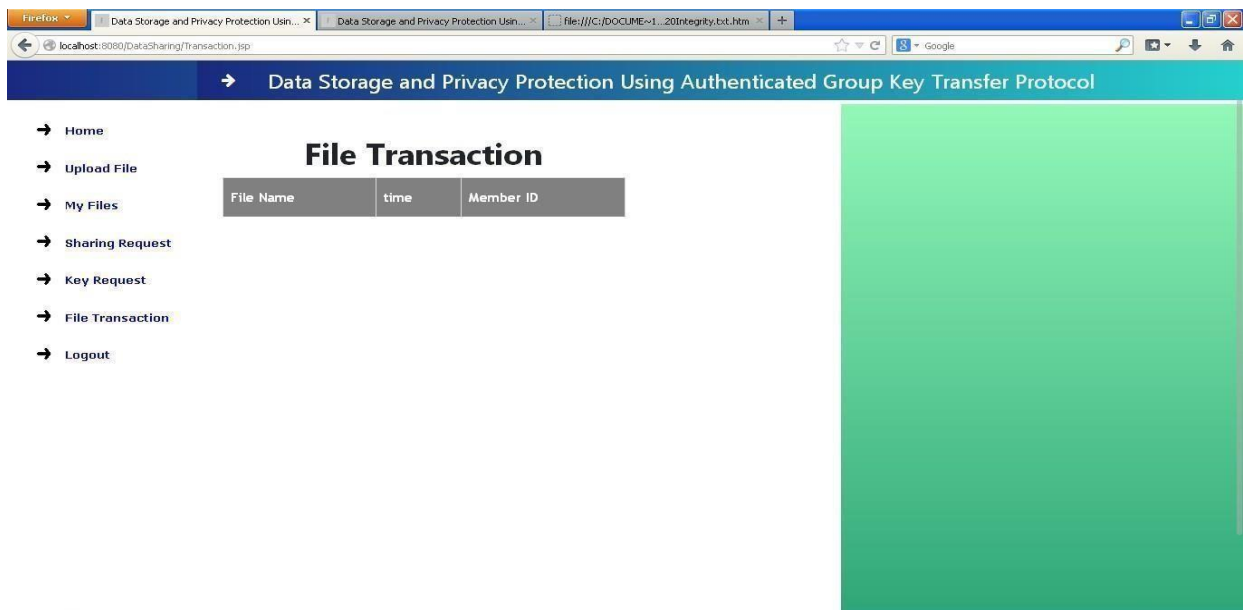 Firefox
Data Storage and Privacy Protection Usin...
Data Storage and Privacy Protection Usin...
file:///C:/DOCUME~1...20Integrity.txt.htm
localhost:8080/DataSharing/Transaction.jsp
Google
Data Storage and Privacy Protection Using Authenticated Group Key Transfer Protocol
Home
Upload File
My Files
Sharing Request
Key Request
File Transaction
Logout
File Transaction
File Name time Member ID